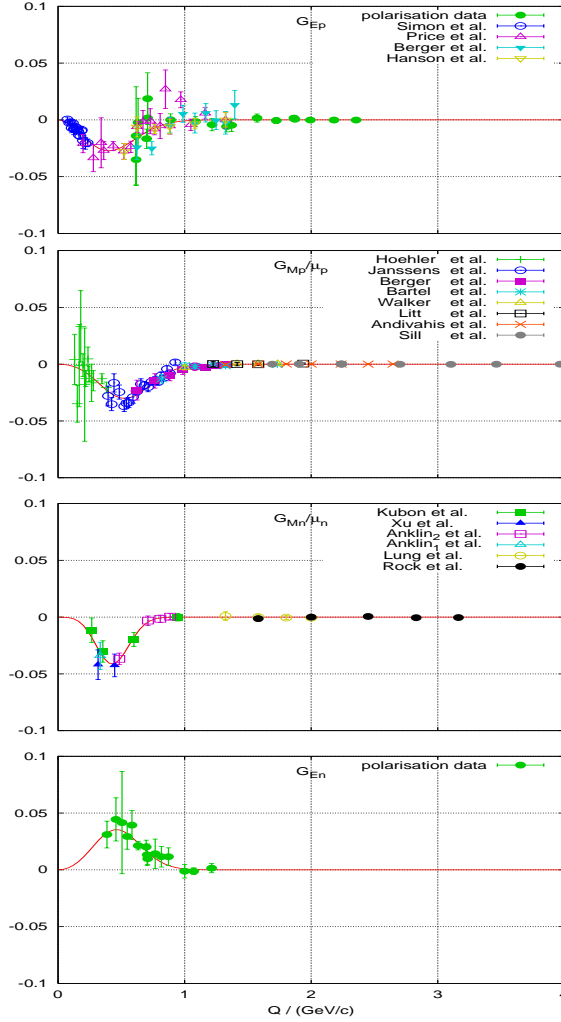 0.1
G_Ep
polarisation data
Simon et al.
Price et al.
Berger et al.
Hanson et al.
0.05
0
-0.05
-0.1
0.1
G_Mp/μ_p
Hoehler et al.
Janssens et al.
Berger et al.
Bartel et al.
Walker et al.
Litt et al.
Andivahis et al.
Sill et al.
0.05
0
-0.05
-0.1
0.1
G_Mn/μ_n
Kubon et al.
Xu et al.
Anklin_2 et al.
Anklin_1 et al.
Lung et al.
Rock et al.
0.05
0
-0.05
-0.1
0.1
G_En
polarisation data
0.05
0
-0.05
-0.1
0 1 2 3 4
Q / (GeV/c)